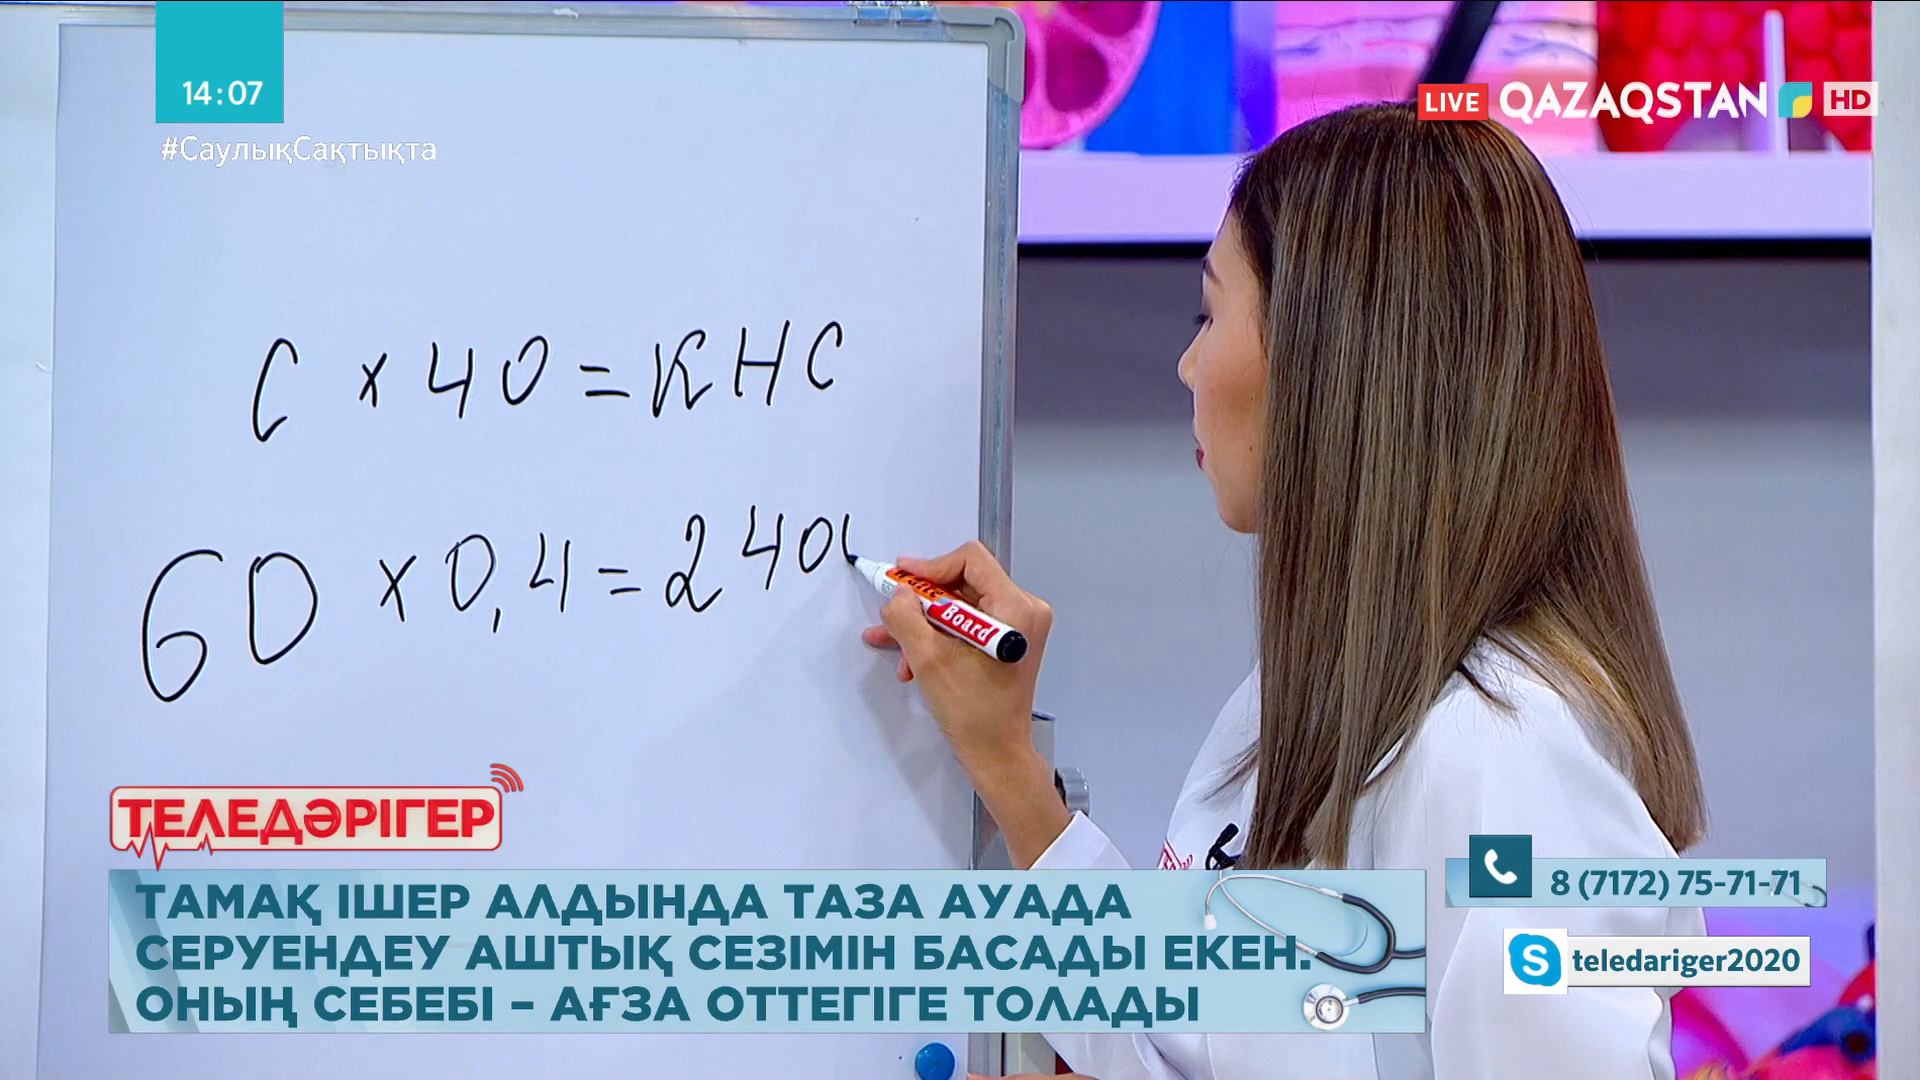 14:07
#СаулықСақтықта
LIVE QAZAQSTAN HD
С х 40 = КНС
60 х 0,4 = 240
White Board
ТЕЛЕДӘРІГЕР
ТАМАҚ ІШЕР АЛДЫНДА ТАЗА АУАДА
СЕРУЕНДЕУ АШТЫҚ СЕЗІМІН БАСАДЫ ЕКЕН.
ОНЫҢ СЕБЕБІ – АҒЗА ОТТЕГІГЕ ТОЛАДЫ
8 (7172) 75-71-71
teledariger2020